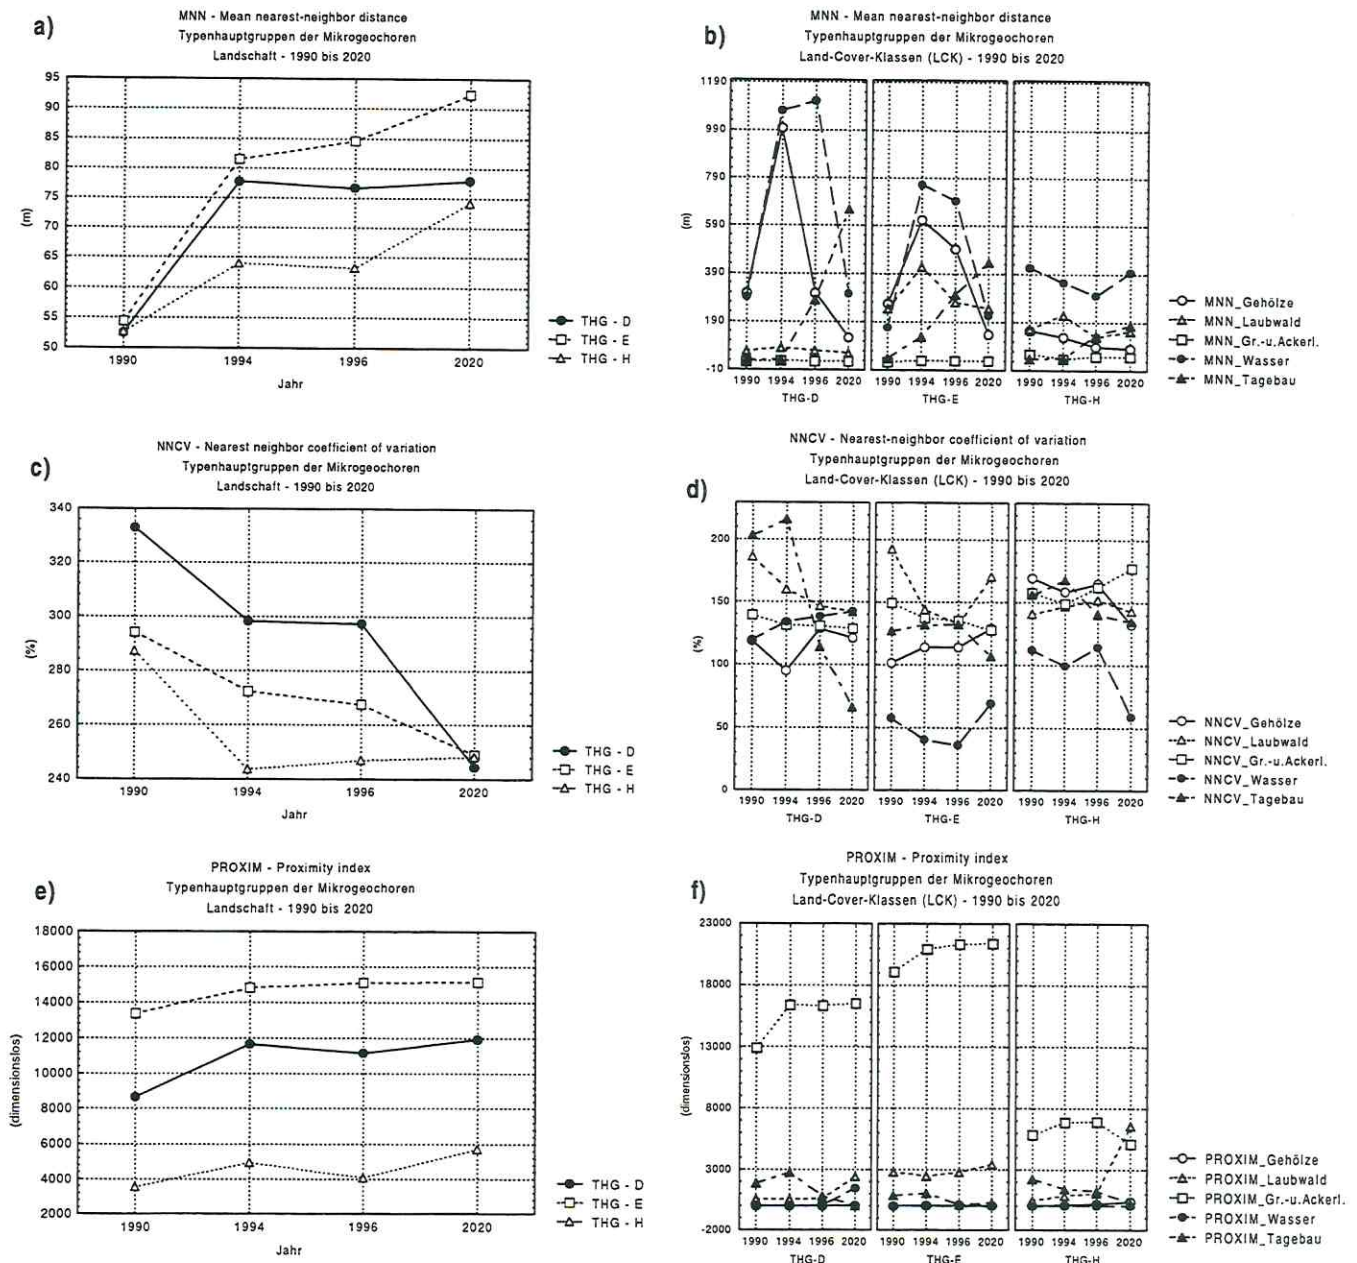 a)
MNN - Mean nearest-neighbor distance
Typenhauptgruppen der Mikrogeochoren
Landschaft - 1990 bis 2020
95
90
85
80
75
70
65
60
55
50
(m)
1990 1994 1996 2020
Jahr
THG - D
THG - E
THG - H
b)
MNN - Mean nearest-neighbor distance
Typenhauptgruppen der Mikrogeochoren
Land-Cover-Klassen (LCK) - 1990 bis 2020
1190
990
790
590
390
190
-10
(m)
1990 1994 1996 2020 1990 1994 1996 2020 1990 1994 1996 2020
THG-D THG-E THG-H
MNN_Gehölze
MNN_Laubwald
MNN_Gr.-u.Ackerl.
MNN_Wasser
MNN_Tagebau
c)
NNCV - Nearest neighbor coefficient of variation
Typenhauptgruppen der Mikrogeochoren
Landschaft - 1990 bis 2020
340
320
300
280
260
240
(%)
1990 1994 1996 2020
Jahr
THG - D
THG - E
THG - H
d)
NNCV - Nearest-neighbor coefficient of variation
Typenhauptgruppen der Mikrogeochoren
Land-Cover-Klassen (LCK) - 1990 bis 2020
200
150
100
50
0
(%)
1990 1994 1996 2020 1990 1994 1996 2020 1990 1994 1996 2020
THG-D THG-E THG-H
NNCV_Gehölze
NNCV_Laubwald
NNCV_Gr.-u.Ackerl.
NNCV_Wasser
NNCV_Tagebau
e)
PROXIM - Proximity index
Typenhauptgruppen der Mikrogeochoren
Landschaft - 1990 bis 2020
18000
16000
14000
12000
10000
8000
6000
4000
2000
(dimensionslos)
1990 1994 1996 2020
Jahr
THG - D
THG - E
THG - H
f)
PROXIM - Proximity index
Typenhauptgruppen der Mikrogeochoren
Land-Cover-Klassen (LCK) - 1990 bis 2020
23000
18000
13000
8000
3000
-2000
(dimensionslos)
1990 1994 1996 2020 1990 1994 1996 2020 1990 1994 1996 2020
THG-D THG-E THG-H
PROXIM_Gehölze
PROXIM_Laubwald
PROXIM_Gr.-u.Ackerl.
PROXIM_Wasser
PROXIM_Tagebau